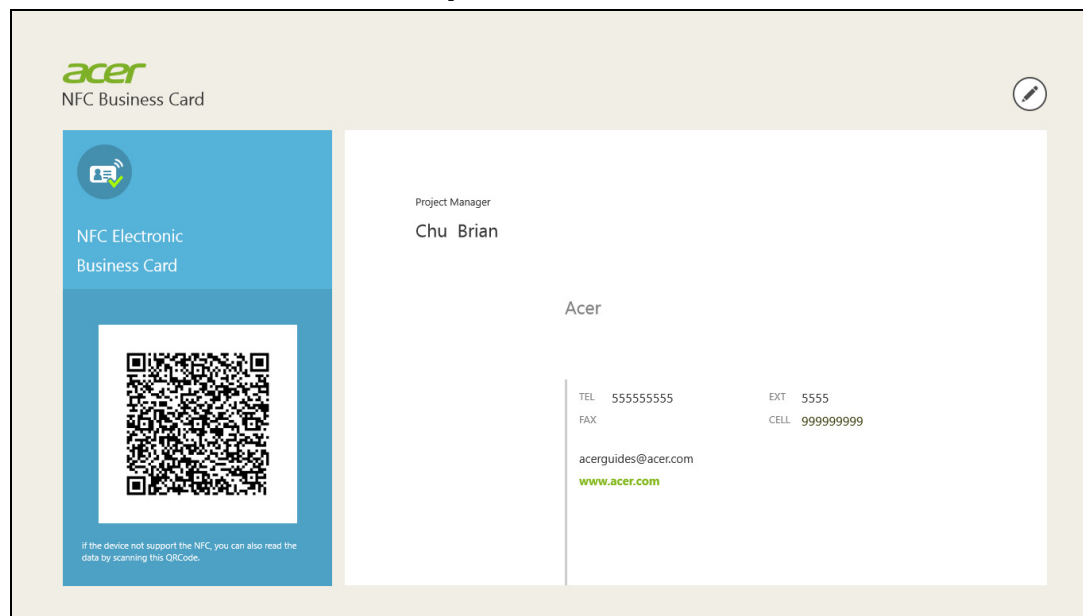 acer
NFC Business Card
NFC Electronic
Business Card
if the device not support the NFC, you can also read the
data by scanning this QRCode.
Project Manager
Chu Brian
Acer
TEL 555555555 EXT 5555
FAX CELL 999999999
acerguides@acer.com
www.acer.com